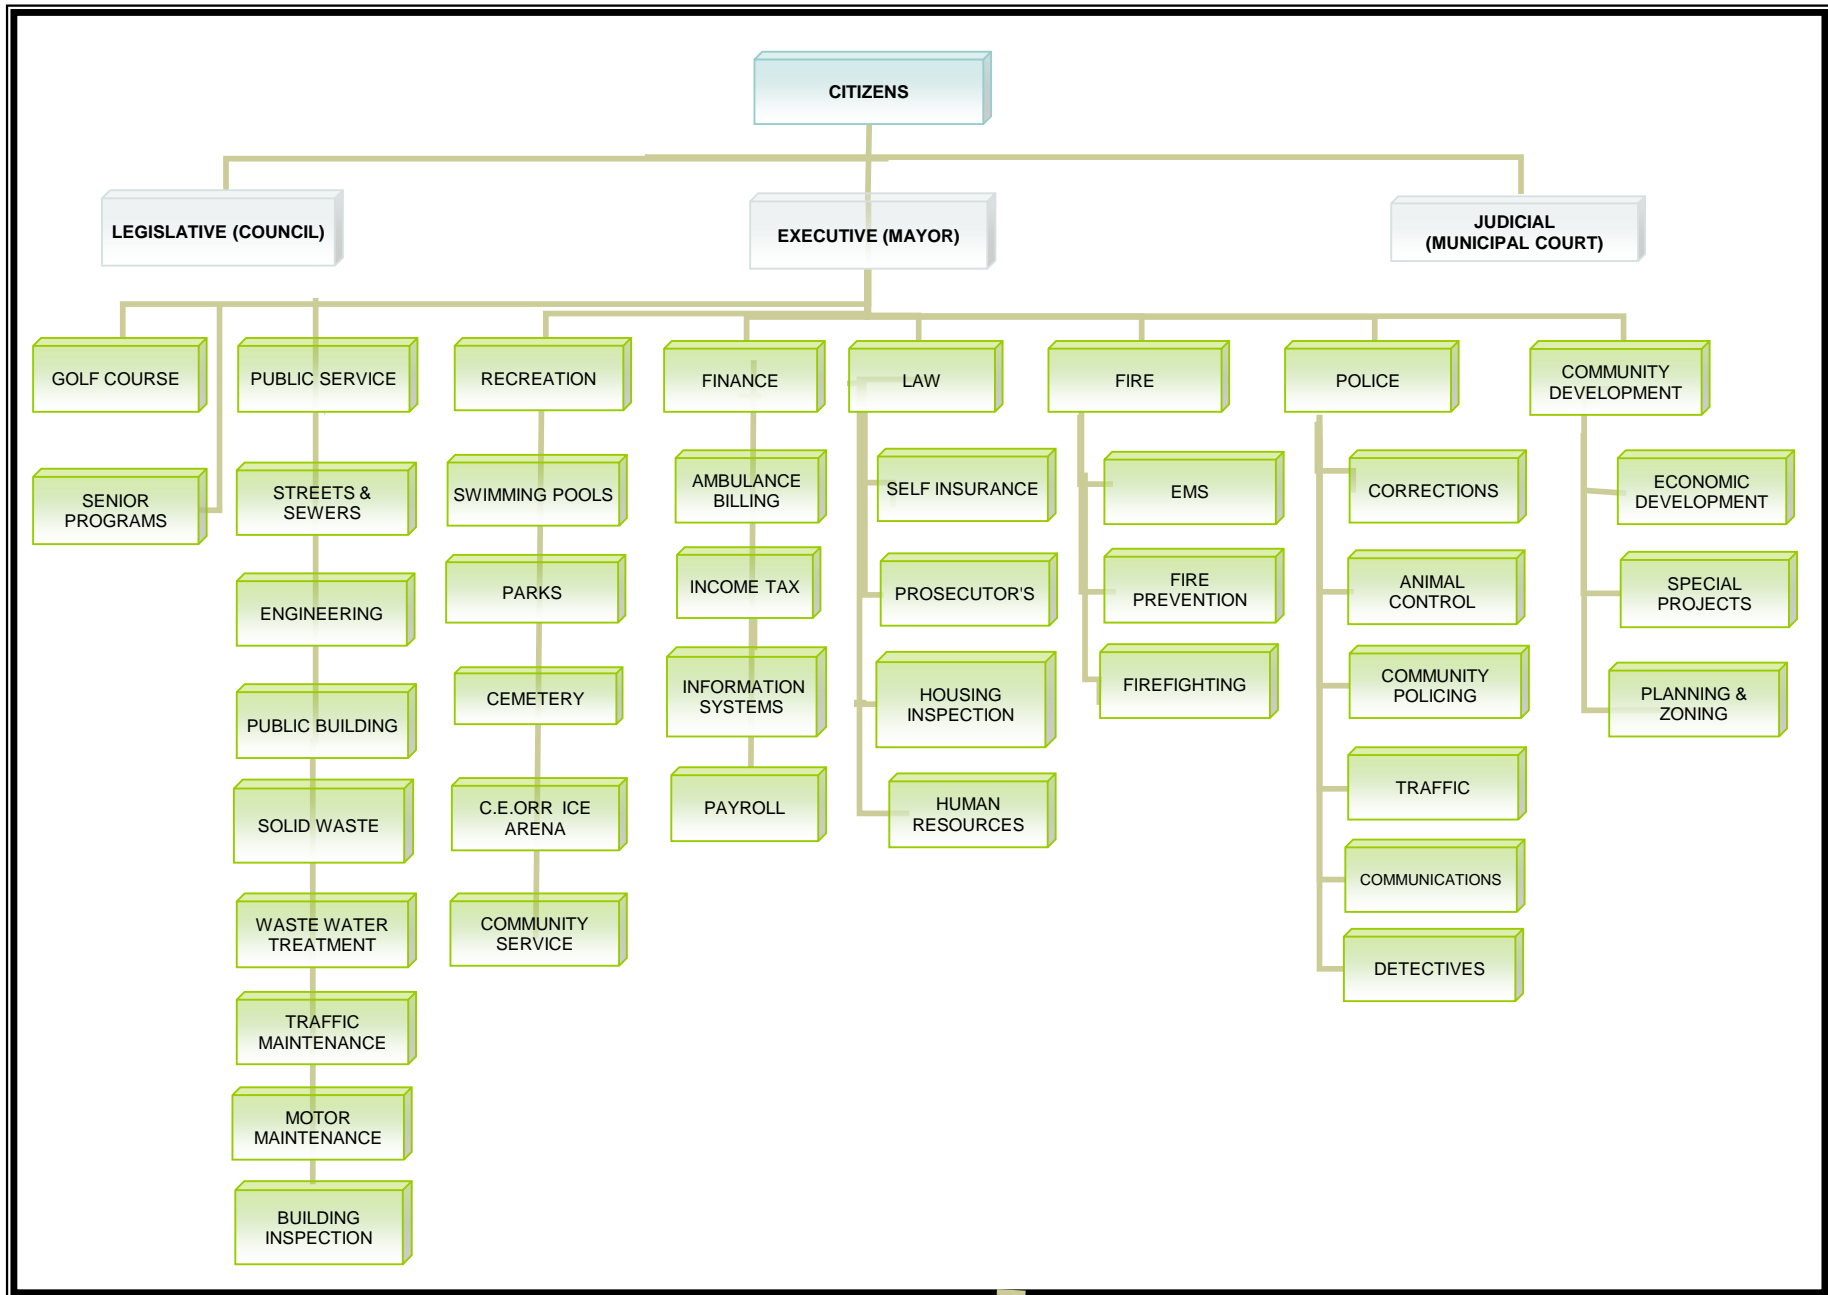 CITIZENS
LEGISLATIVE (COUNCIL)
EXECUTIVE (MAYOR)
JUDICIAL
(MUNICIPAL COURT)
GOLF COURSE
PUBLIC SERVICE
RECREATION
FINANCE
LAW
FIRE
POLICE
COMMUNITY
DEVELOPMENT
SENIOR
PROGRAMS
STREETS &
SEWERS
SWIMMING POOLS
AMBULANCE
BILLING
SELF INSURANCE
EMS
CORRECTIONS
ECONOMIC
DEVELOPMENT
ENGINEERING
PARKS
INCOME TAX
PROSECUTOR'S
FIRE
PREVENTION
ANIMAL
CONTROL
SPECIAL
PROJECTS
PUBLIC BUILDING
CEMETERY
INFORMATION
SYSTEMS
HOUSING
INSPECTION
FIREFIGHTING
COMMUNITY
POLICING
PLANNING &
ZONING
SOLID WASTE
C.E.ORR ICE
ARENA
PAYROLL
HUMAN
RESOURCES
TRAFFIC
WASTE WATER
TREATMENT
COMMUNITY
SERVICE
COMMUNICATIONS
DETECTIVES
TRAFFIC
MAINTENANCE
MOTOR
MAINTENANCE
BUILDING
INSPECTION